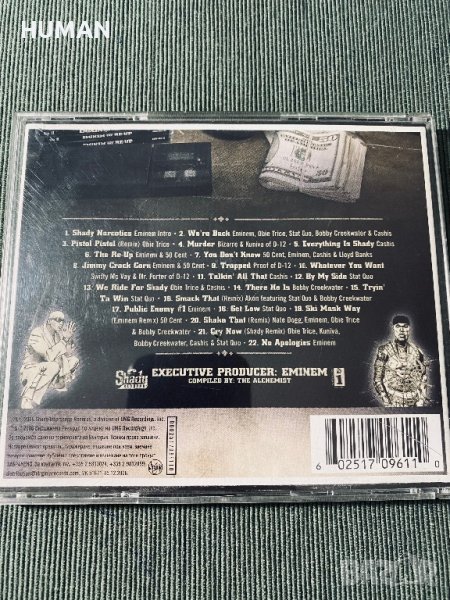 HUMAN
EMINEM THE RE-UP
1 Shady Narcotics Eminem Intro · 2 We're Back Eminem, Obie Trice, Stat Quo, Bobby Creekwater & Cashis
3 Pistol Pistol (Remix) Obie Trice · 4 Murder Bizarre & Kuniva of D-12 · 5 Everything Is Shady Cashis
6 The Re-Up Eminem & 50 Cent · 7 You Don't Know 50 Cent, Eminem, Cashis & Lloyd Banks
8 Jimmy Crack Corn Eminem & 50 Cent · 9 Trapped Proof of D-12 · 10 Whatever You Want
Swifty Mc Vay & Mr. Porter of D-12 · 11 Talkin' All That Cashis · 12 By My Side Stat Quo
13 We Ride For Shady Obie Trice & Cashis · 14 There He Is Bobby Creekwater · 15 Tryin'
Ta Win Stat Quo · 16 Smack That (Remix) Akon featuring Stat Quo & Bobby Creekwater
17 Public Enemy #1 Eminem · 18 Get Low Stat Quo · 19 Ski Mask Way
(Eminem Remix) 50 Cent · 20 Shake That (Remix) Nate Dogg, Eminem, Obie Trice
& Bobby Creekwater · 21 Cry Now (Shady Remix) Obie Trice, Kuniva,
Bobby Creekwater, Cashis & Stat Quo · 22 No Apologies Eminem
Shady
RECORDS
EXECUTIVE PRODUCER: EMINEM
COMPILED BY: THE ALCHEMIST
6 02517 09611 0
БАЗАР